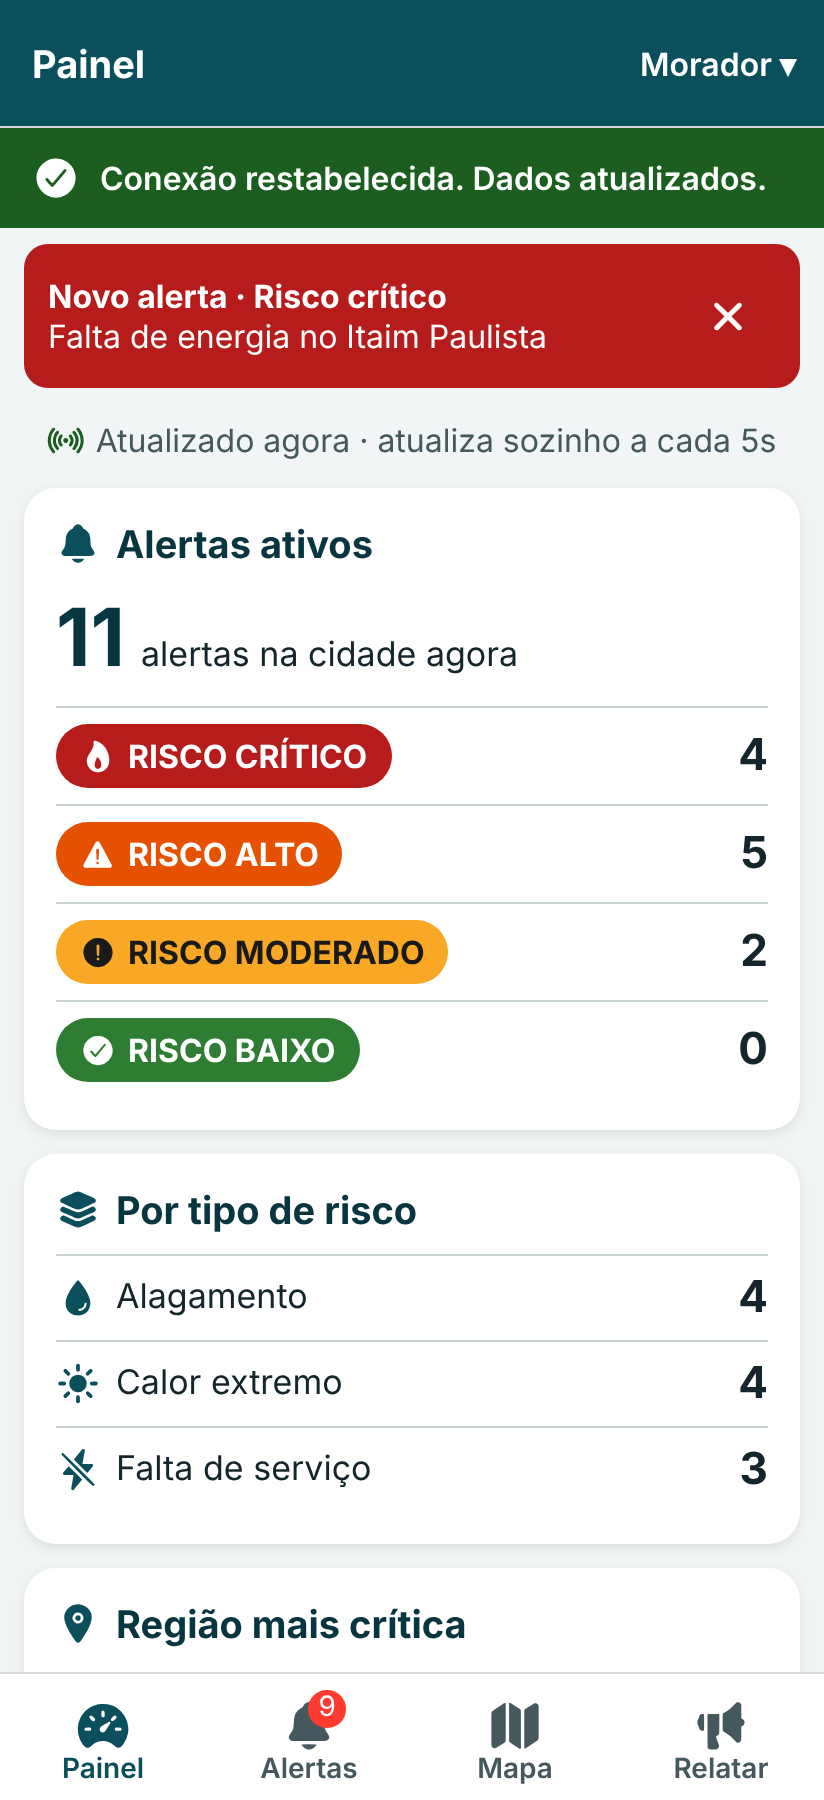 Painel
Morador ▼
Conexão restabelecida. Dados atualizados.
Novo alerta · Risco crítico
Falta de energia no Itaim Paulista
Atualizado agora · atualiza sozinho a cada 5s
Alertas ativos
11 alertas na cidade agora
RISCO CRÍTICO 4
RISCO ALTO 5
RISCO MODERADO 2
RISCO BAIXO 0
Por tipo de risco
Alagamento 4
Calor extremo 4
Falta de serviço 3
Região mais crítica
9
Painel Alertas Mapa Relatar